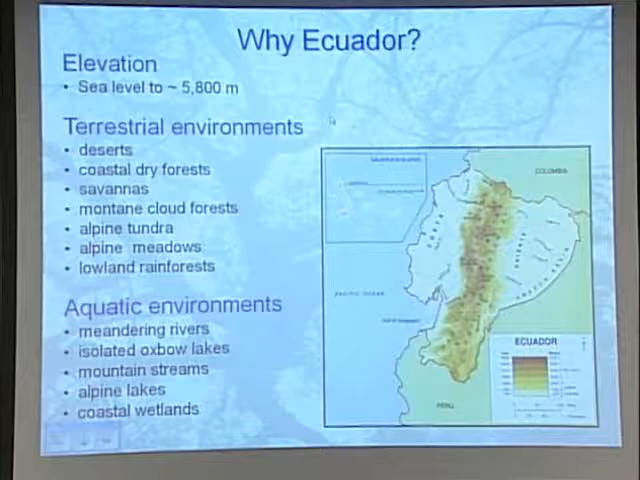 Why Ecuador?
Elevation
• Sea level to ~ 5,800 m
Terrestrial environments
• deserts
• coastal dry forests
• savannas
• montane cloud forests
• alpine tundra
• alpine meadows
• lowland rainforests
Aquatic environments
• meandering rivers
• isolated oxbow lakes
• mountain streams
• alpine lakes
• coastal wetlands
COLOMBIA
PACIFIC OCEAN
PERU
ECUADOR